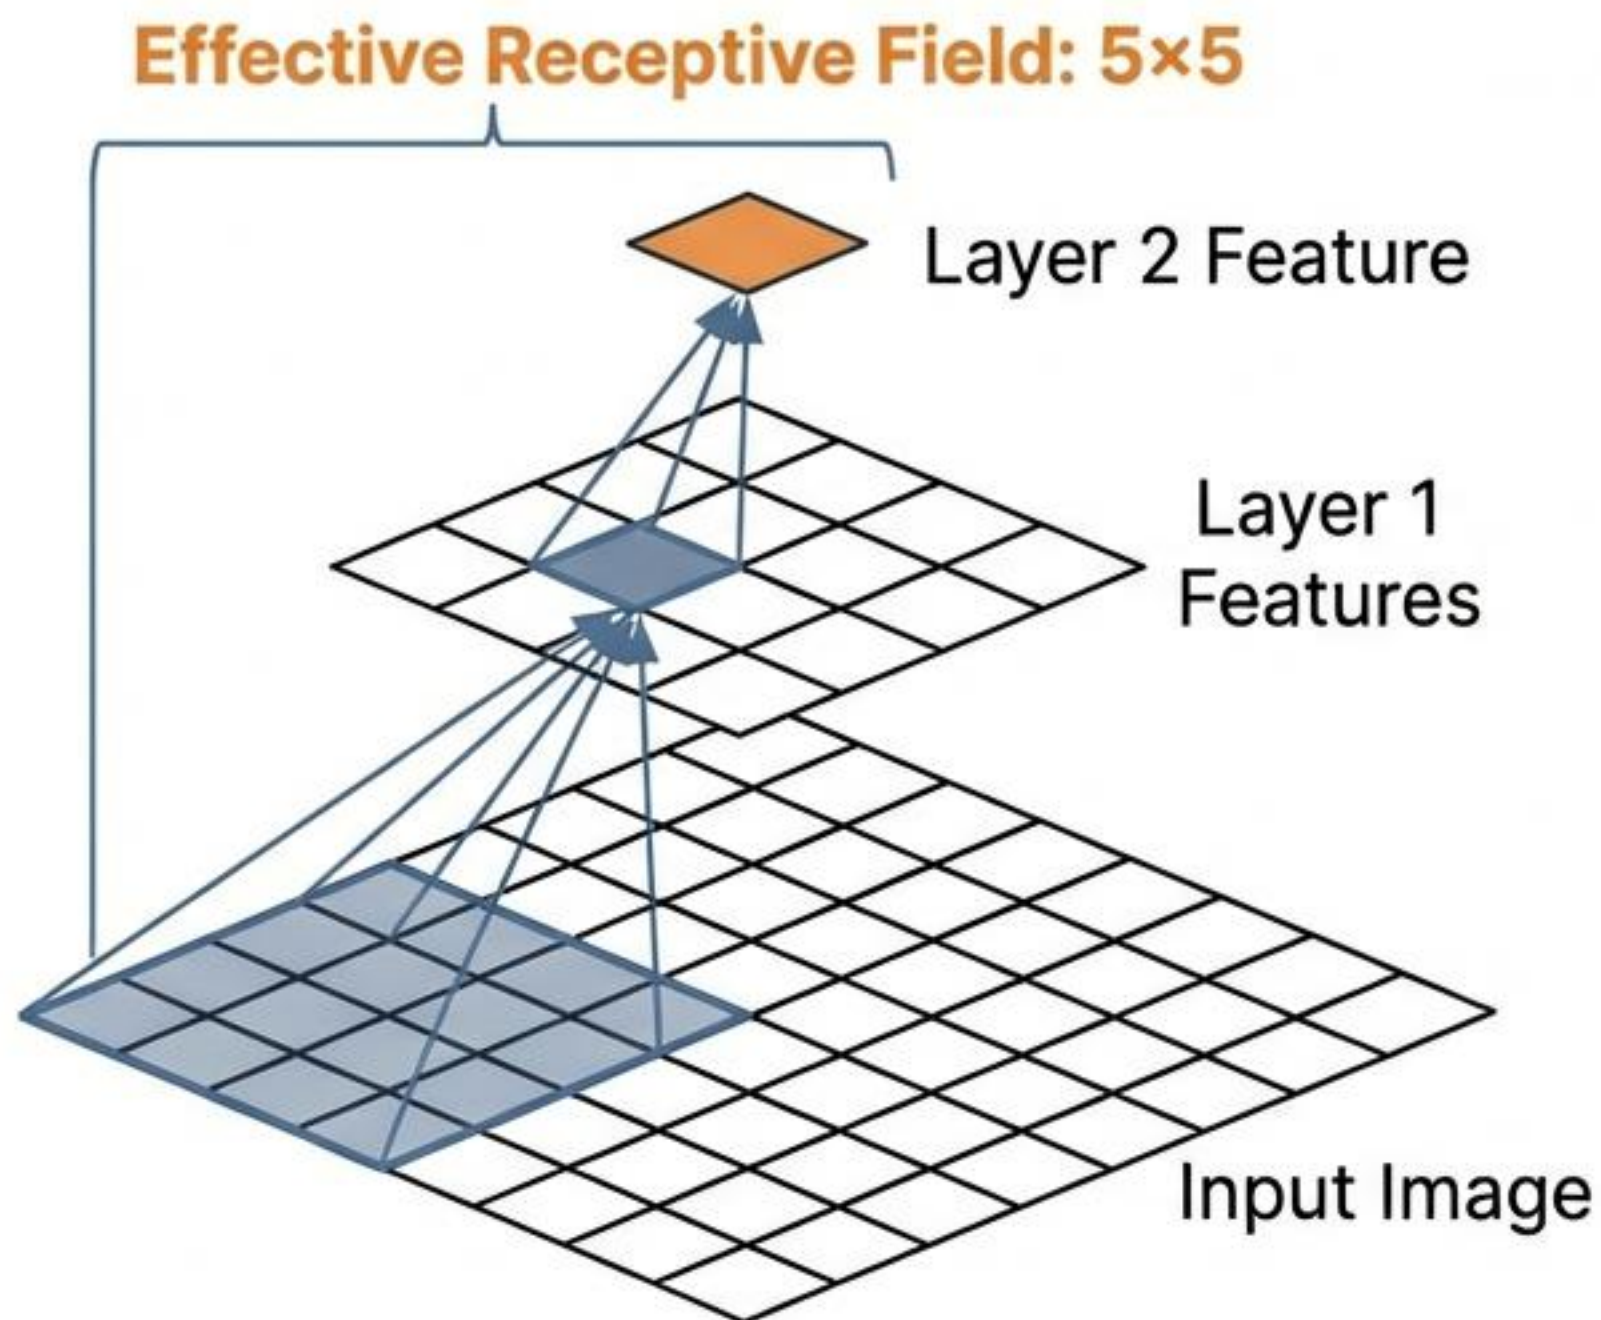 Effective Receptive Field: 5×5
Layer 2 Feature
Layer 1
Features
Input Image